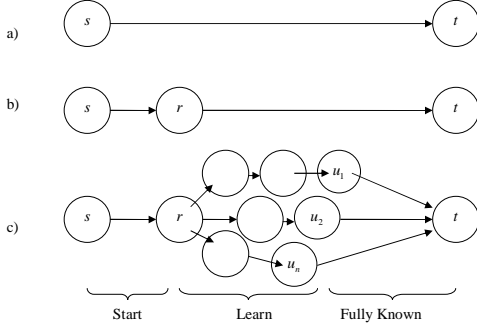 a) s t
b) s r t
u₁
c) s r u₂ t
uₙ
Start Learn Fully Known